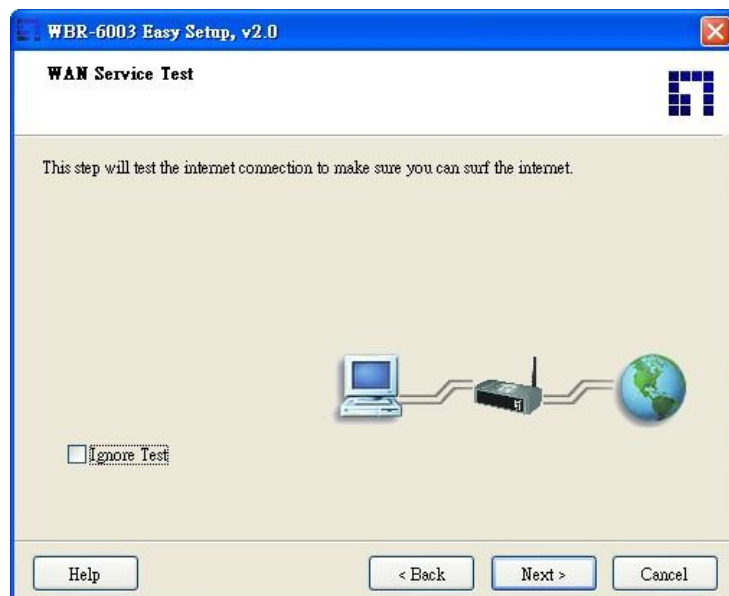 WBR-6003 Easy Setup, v2.0
WAN Service Test
This step will test the internet connection to make sure you can surf the internet.
Ignore Test
Help
< Back
Next >
Cancel